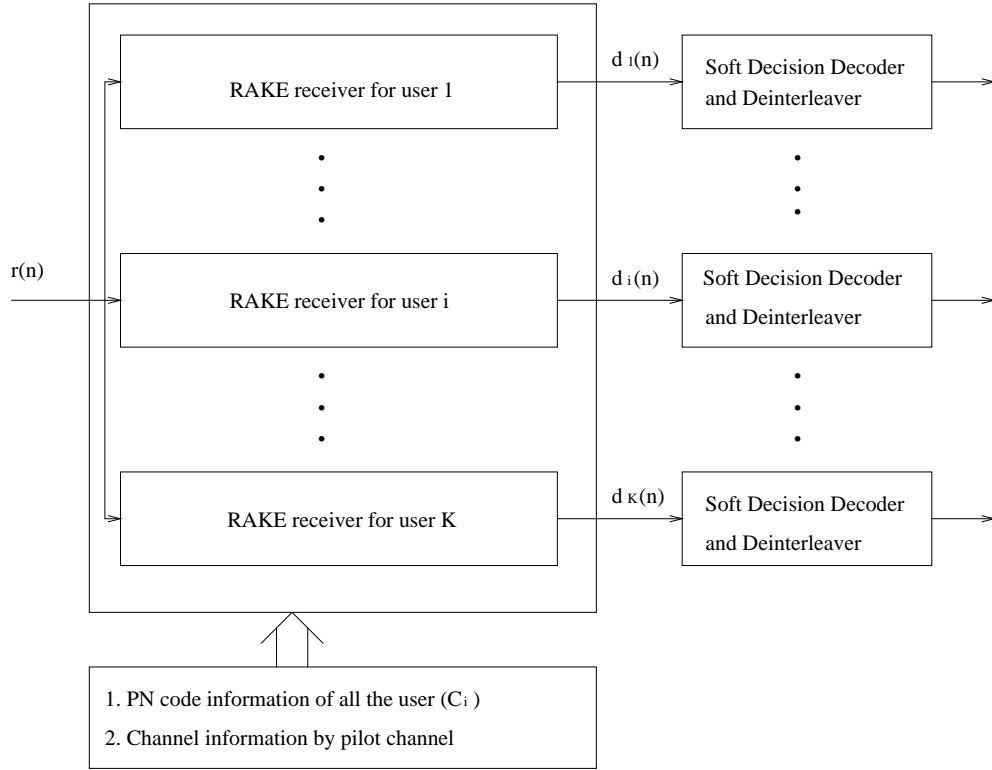 d 1(n)
Soft Decision Decoder
and Deinterleaver
RAKE receiver for user 1
r(n)
d i(n)
Soft Decision Decoder
and Deinterleaver
RAKE receiver for user i
d K(n)
Soft Decision Decoder
and Deinterleaver
RAKE receiver for user K
1. PN code information of all the user (C i )
2. Channel information by pilot channel